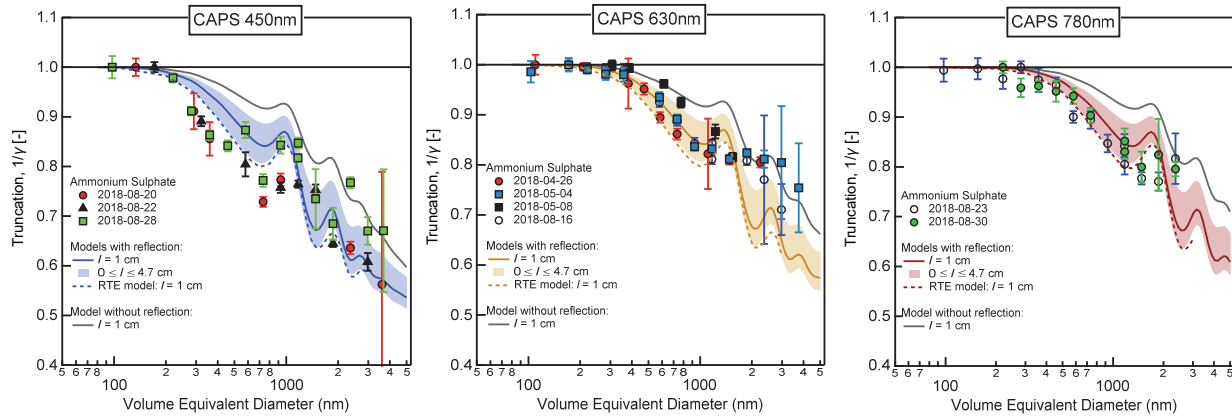 CAPS 450nm
1.1
1.0
0.9
0.8
0.7
0.6
0.5
0.4
Truncation, 1/γ [-]
Ammonium Sulphate
2018-08-20
2018-08-22
2018-08-28
Models with reflection:
l = 1 cm
O ≤ l ≤ 4.7 cm
RTE model: l = 1 cm
Model without reflection:
l = 1 cm
5 6 7 8 2 3 4 5 6 7 8 2 3 4 5
100 1000
Volume Equivalent Diameter (nm)
CAPS 630nm
1.1
1.0
0.9
0.8
0.7
0.6
0.5
0.4
Truncation, 1/γ [-]
Ammonium Sulphate
2018-04-26
2018-05-04
2018-05-08
2018-08-16
Models with reflection:
l = 1 cm
O ≤ l ≤ 4.7 cm
RTE model: l = 1 cm
Model without reflection:
l = 1 cm
5 6 7 8 2 3 4 5 6 7 8 2 3 4 5
100 1000
Volume Equivalent Diameter (nm)
CAPS 780nm
1.1
1.0
0.9
0.8
0.7
0.6
0.5
0.4
Truncation, 1/γ [-]
Ammonium Sulphate
2018-08-23
2018-08-30
Models with reflection:
l = 1 cm
O ≤ l ≤ 4.7 cm
RTE model: l = 1 cm
Model without reflection:
l = 1 cm
5 6 7 2 3 4 5 6 7 8 2 3 4 5
100 1000
Volume Equivalent Diameter (nm)